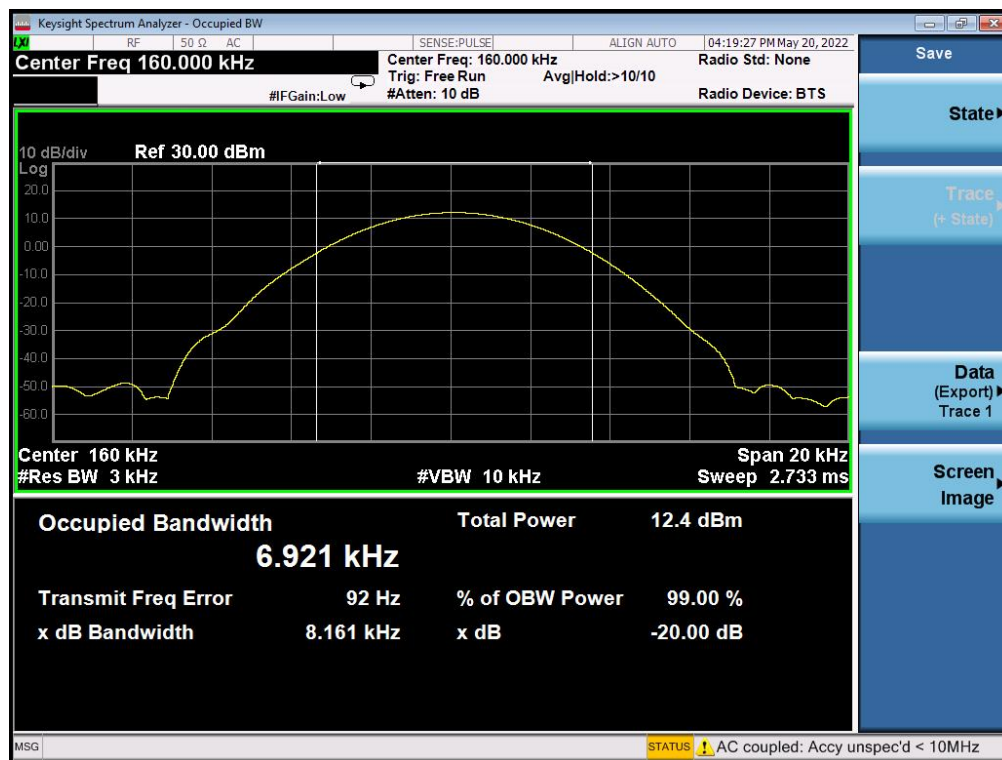 Keysight Spectrum Analyzer - Occupied BW
LXI RF 50 Ω AC SENSE:PULSE ALIGN AUTO 04:19:27 PM May 20, 2022
Center Freq 160.000 kHz
Center Freq: 160.000 kHz
Radio Std: None
Trig: Free Run Avg|Hold:>10/10
#IFGain:Low #Atten: 10 dB Radio Device: BTS
10 dB/div Ref 30.00 dBm
Log
20.0
10.0
0.00
-10.0
-20.0
-30.0
-40.0
-50.0
-60.0
Center 160 kHz Span 20 kHz
#Res BW 3 kHz #VBW 10 kHz Sweep 2.733 ms
Occupied Bandwidth Total Power 12.4 dBm
6.921 kHz
Transmit Freq Error 92 Hz % of OBW Power 99.00 %
x dB Bandwidth 8.161 kHz x dB -20.00 dB
MSG STATUS AC coupled: Accy unspec'd < 10MHz
Save
State
Trace
(+ State)
Data
(Export)
Trace 1
Screen
Image